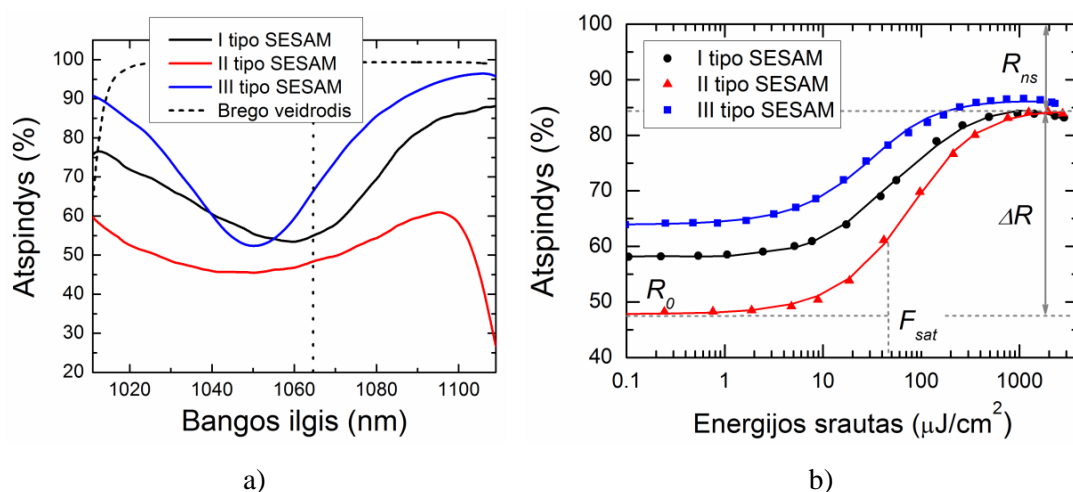 I tipo SESAM
II tipo SESAM
III tipo SESAM
Brego veidrodis
Atspindys (%)
100
90
80
70
60
50
40
30
20
1020 1040 1060 1080 1100
Bangos ilgis (nm)
a)
I tipo SESAM
II tipo SESAM
III tipo SESAM
Atspindys (%)
100
90
80
70
60
50
40
R_ns
ΔR
R_0
F_sat
0.1 1 10 100 1000
Energijos srautas (μJ/cm²)
b)